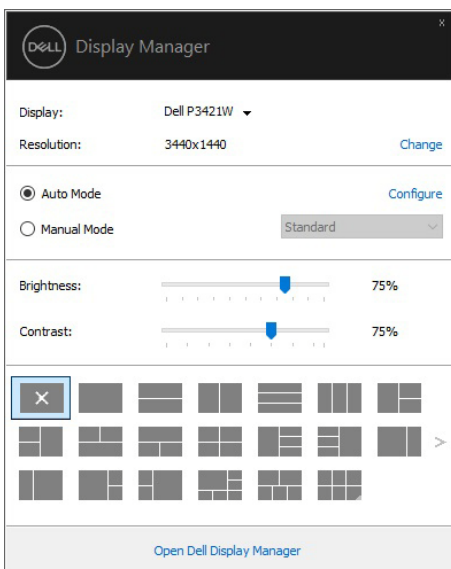 x
DELL Display Manager
Display: Dell P3421W
Resolution: 3440x1440 Change
Auto Mode Configure
Manual Mode Standard
Brightness: 75%
Contrast: 75%
Open Dell Display Manager